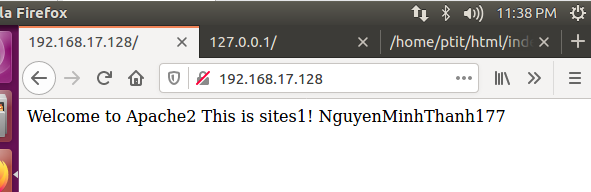 la Firefox
11:38 PM
192.168.17.128/
127.0.0.1/
/home/ptit/html/ind
192.168.17.128
Welcome to Apache2 This is sites1! NguyenMinhThanh177